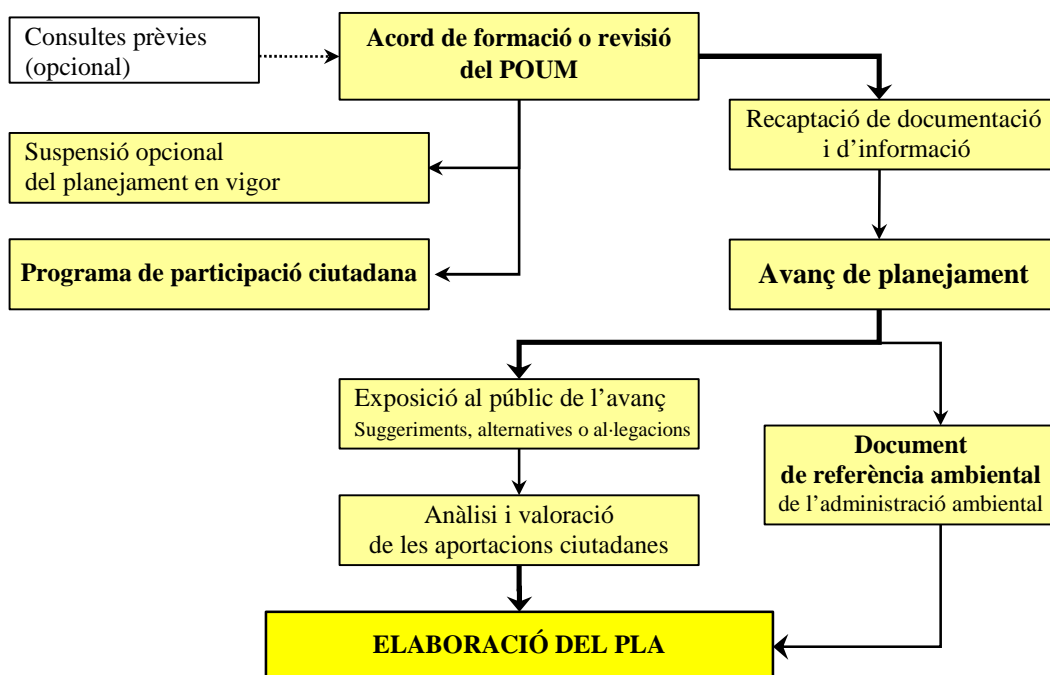 Consultes prèvies
(opcional)
Acord de formació o revisió
del POUM
Recaptació de documentació
i d’informació
Suspensió opcional
del planejament en vigor
Programa de participació ciutadana
Avanç de planejament
Exposició al públic de l’avanç
Suggeriments, alternatives o al·legacions
Document
de referència ambiental
de l’administració ambiental
Anàlisi i valoració
de les aportacions ciutadanes
ELABORACIÓ DEL PLA